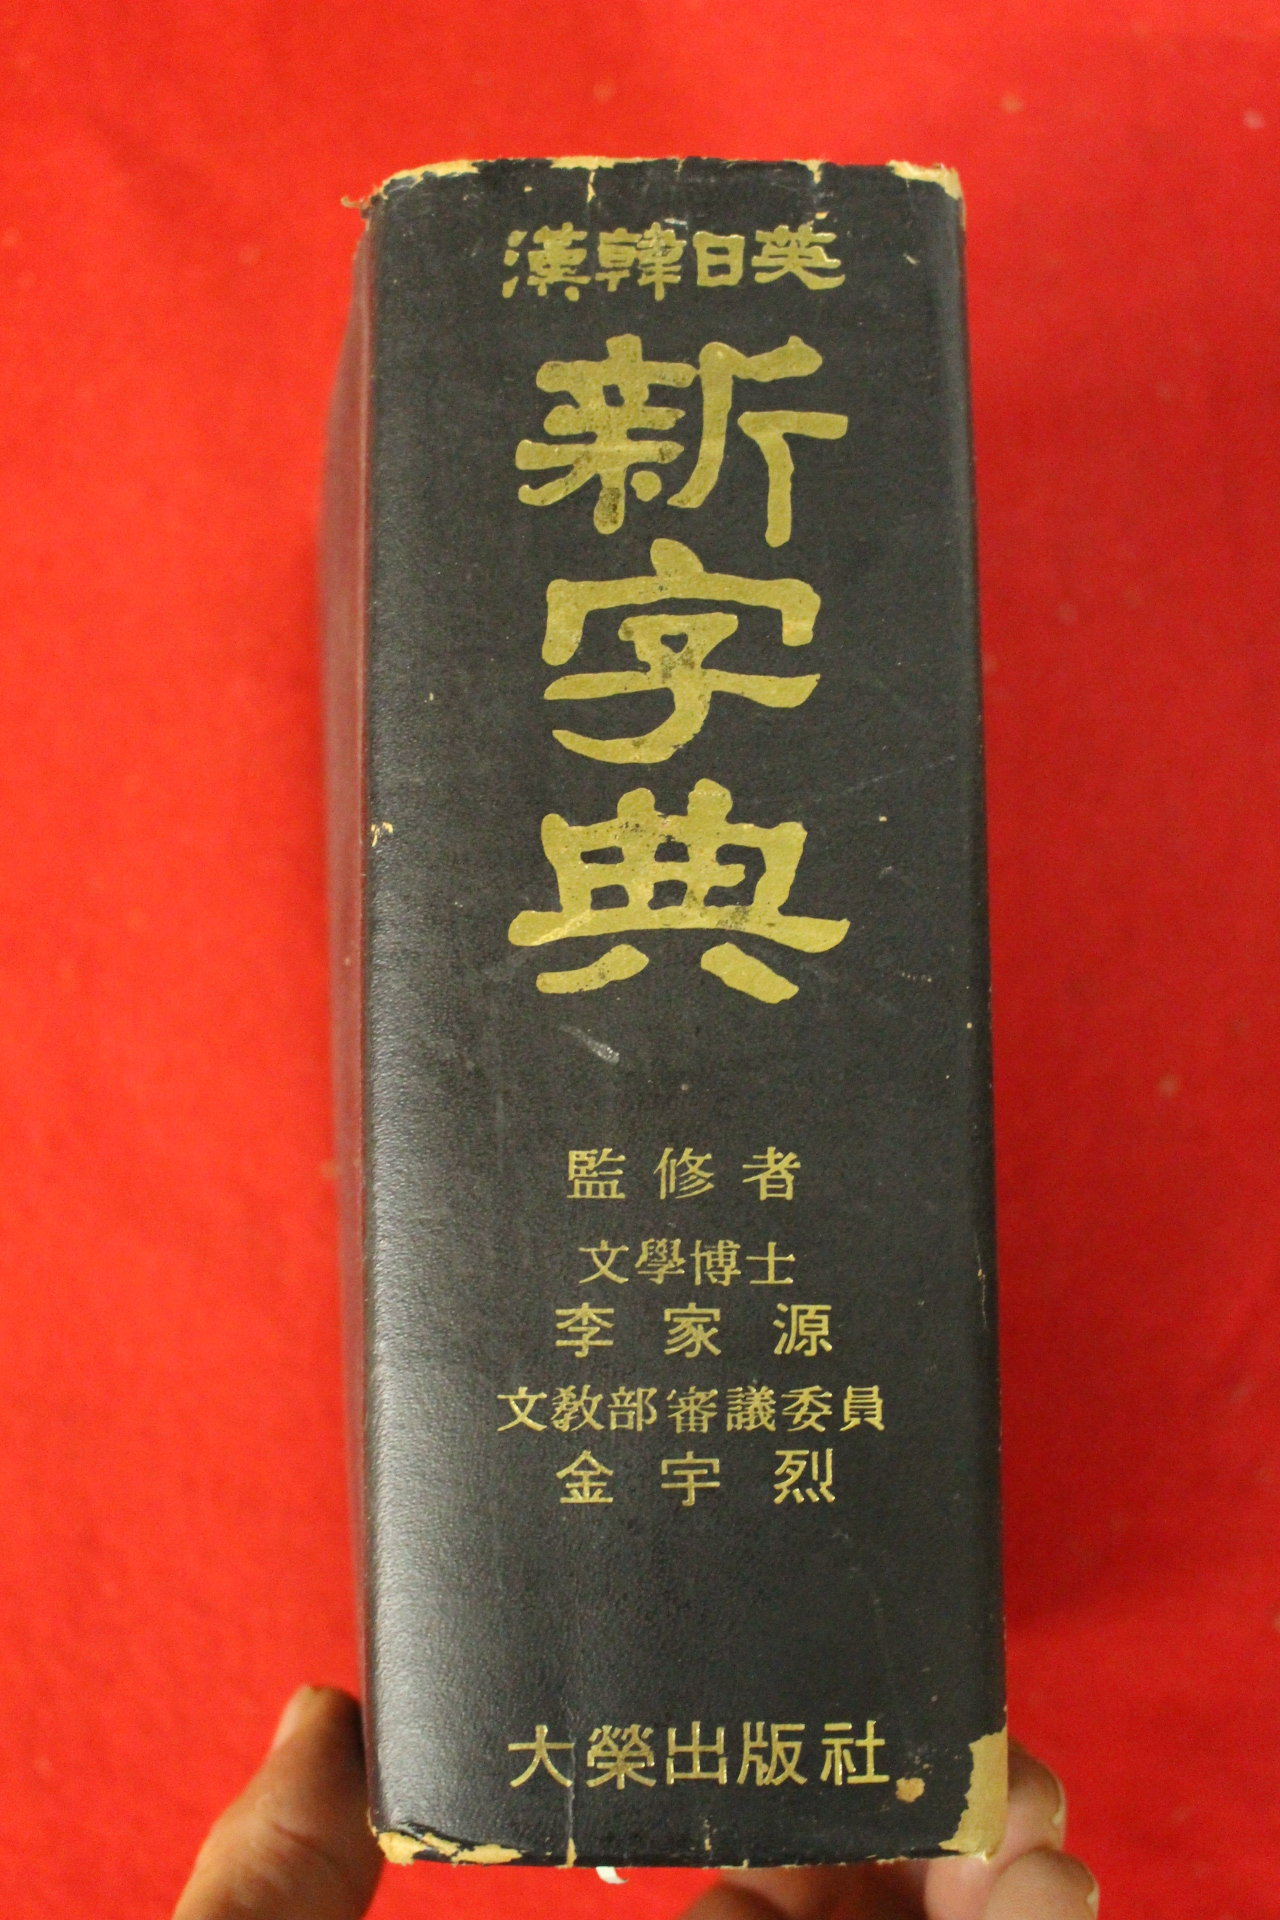 漢韓日英
新
字
典
監修者
文學博士
李家源
文敎部審議委員
金宇烈
大榮出版社